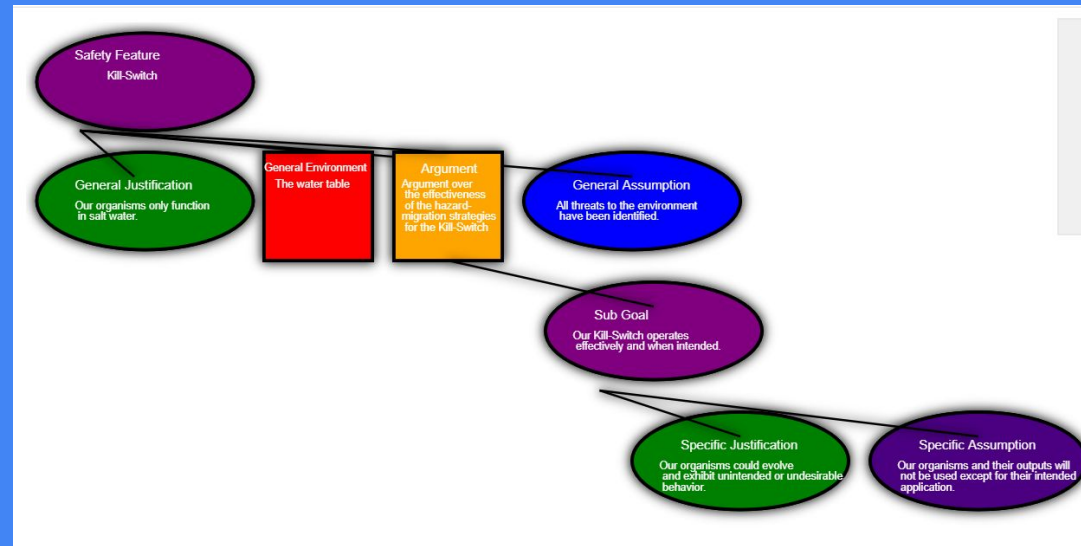 Safety Feature
Kill-Switch
General Justification
Our organisms only function
in salt water.
General Environment
The water table
Argument
Argument over
the effectiveness
of the hazard-
migration strategies
for the Kill-Switch
General Assumption
All threats to the environment
have been identified.
Sub Goal
Our Kill-Switch operates
effectively and when intended.
Specific Justification
Our organisms could evolve
and exhibit unintended or undesirable
behavior.
Specific Assumption
Our organisms and their outputs will
not be used except for their intended
application.